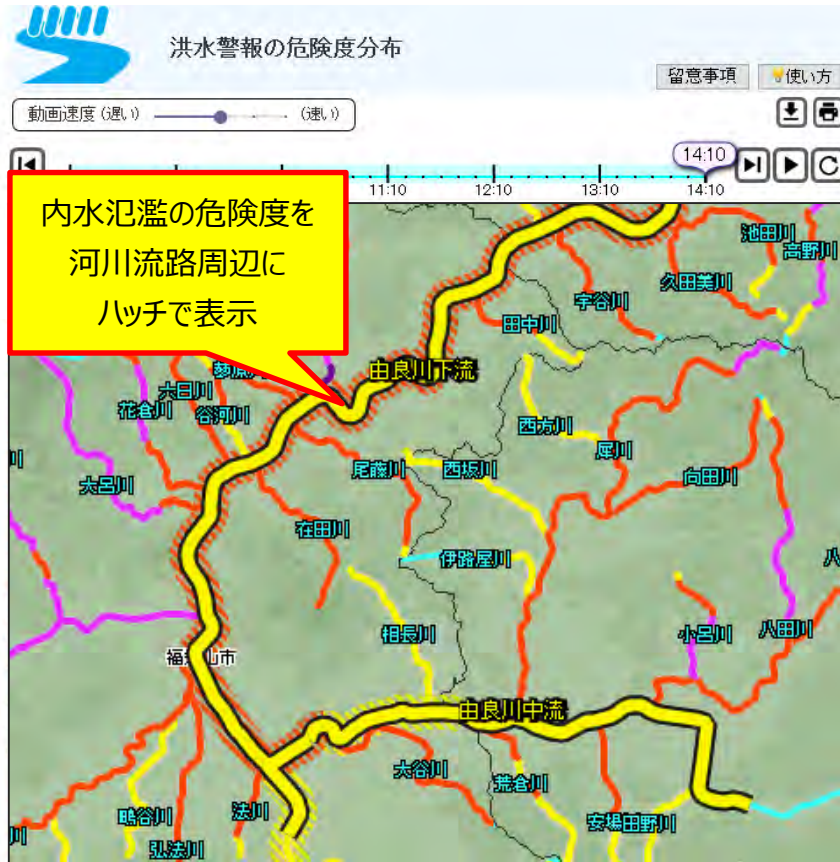 洪水警報の危険度分布
留意事項
使い方
動画速度(遅い)
(速い)
14:10
11:10
12:10
13:10
14:10
内水氾濫の危険度を
河川流路周辺に
ハッチで表示
池田川
高野川
久田美川
宇谷川
田中川
由良川下流
六日川
花倉川
谷河川
西方川
犀川
大呂川
尾藤川
西坂川
向田川
在田川
伊路屋川
八
相長川
小呂川
八田川
由良川中流
大谷川
荒倉川
鴨谷川
法川
安場田野川
弘法川
川